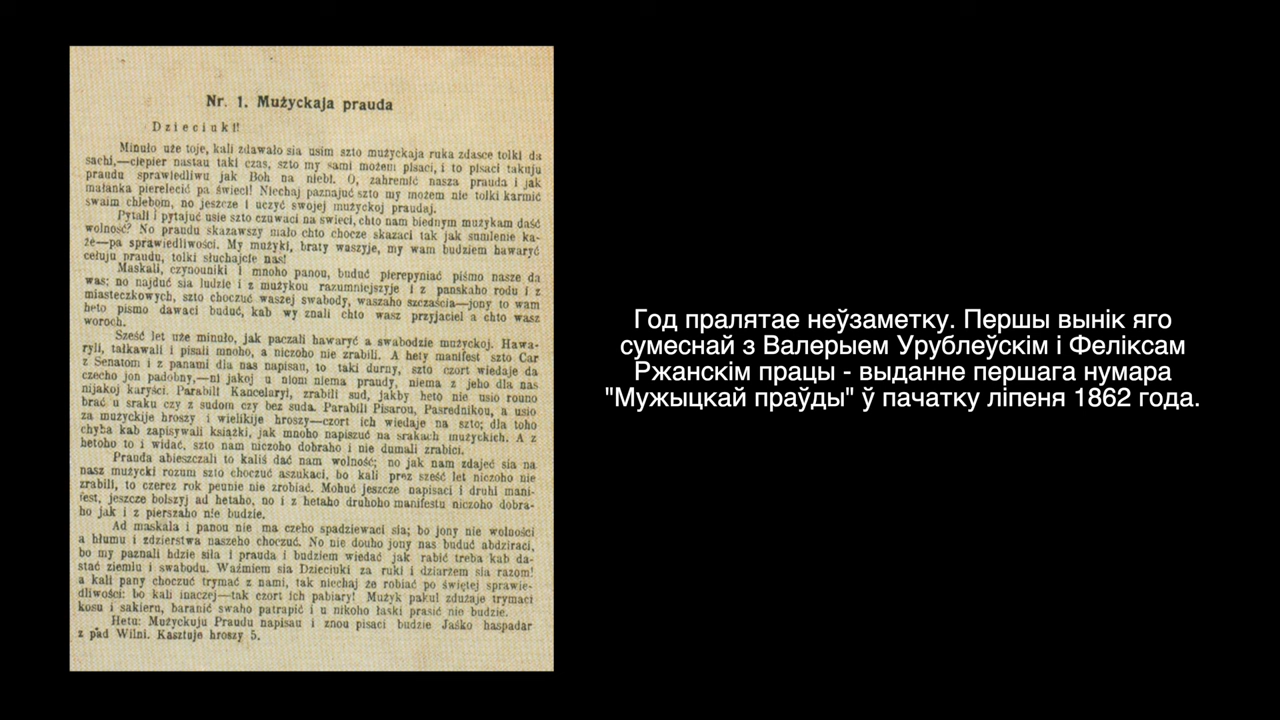 Nr. 1. Mużyckaja prauda
Dzieciuki!
Minuło uże toje, kali zdawało sia usim szto mużyckaja ruka zdasce tolki da
sachi,—ciepier nastau taki czas, szto my sami możem pisaci, i to pisaci takuju
praudu sprawiedliwu jak Boh na niebi. O, zahremić nasza prauda i jak
małanka pierelecić pa świeci! Niechaj paznajuć szto my możem nie tolki karmić
swaim chlebom, no jeszcze i uczyć swojej mużyckoj praudaj.
Pytali i pytajuć usie szto czuwaci na swieci, chto nam biednym mużykam daść
wolność? No praudu skazawszy mało chto chocze skazaci tak jak sumlenie ka-
że—pa sprawiedliwości. My mużyki, braty waszyje, my wam budziem hawaryć
cełuju praudu, tolki słuchajcie nas!
Maskali, czynouniki i mnoho panou, buduć pierepyniać piśmo nasze da
was; no najduć sia ludzie i z mużykou razumniejszyje i z panskaho rodu i z
miasteczkowych, szto choczuć waszej swabody, waszaho szczaścia—jony to wam
heto pismo dawaci buduć, kab wy znali chto wasz przyjaciel a chto wasz
woroch.
Sześć let uże minuło, jak paczali hawaryć a swabodzie mużyckoj. Hawa-
ryli, tałkawali i pisali mnoho, a niczoho nie zrabili. A hety manifest szto Car
z Senatom i z panami dla nas napisan, to taki durny, szto czort wiedaje da
czecho jon padobny,—ni jakoj u niom niema praudy, niema z jeho dla nas
nijakoj karyści. Parabili Kanceluryi, zrabili sud, jakby heto nie usio rouno
brać u sraku czy z sudom czy bez suda. Parabili Pisarou, Pasrednikou, a usio
za mużyckije hroszy i wielikije hroszy—czort ich wiedaje na szto; dla toho
chyba kab zapisywali książki, jak mnoho napiszuć na srakach mużyckich. A z
hetoho to i widać, szto nam niczoho dobraho i nie dumali zrabici.
Prauda abieszczali to kaliś dać nam wolność; no jak nam zdajeć sia na
nasz mużycki rozum szto choczuć aszukaci, bo kali prez sześć let niczoho nie
zrabili, to czerez rok peunie nie zrobiać. Mohuć jeszcze napisaci i druhi mani-
fest, jeszcze bolszyj ad hetaho, no i z hetaho druhoho manifestu niczoho dobra-
ho jak i z pierszaho nie budzie.
Ad maskala i panou nie ma czeho spadziewaci sia; bo jony nie wolności
a hłumu i zdzierstwa naszeho choczuć. No nie douho jony nas buduć abdziraci,
bo my paznali hdzie siła i prauda i budziem wiedać jak rabić treba kab da-
stać ziemlu i swabodu. Waźmiem sia Dzieciuki za ruki i dziarżem sia razom!
a kali pany choczuć trymać z nami, tak niechaj że robiać po świętej sprawie-
dliwości: bo kali inaczej—tak czort ich pabiary! Mużyk pakul zdużaje trymaci
kosu i sakieru, baranić swaho patrapić i u nikoho łaski prasić nie budzie.
Hetu: Mużyckuju Praudu napisau i znou pisaci budzie Jaśko haspadar
z pad Wilni. Kasztuje hroszy 5.
Год пралятае неўзаметку. Першы вынік яго
сумеснай з Валерыем Урублеўскім і Феліксам
Ржанскім працы - выданне першага нумара
"Мужыцкай праўды" ў пачатку ліпеня 1862 года.